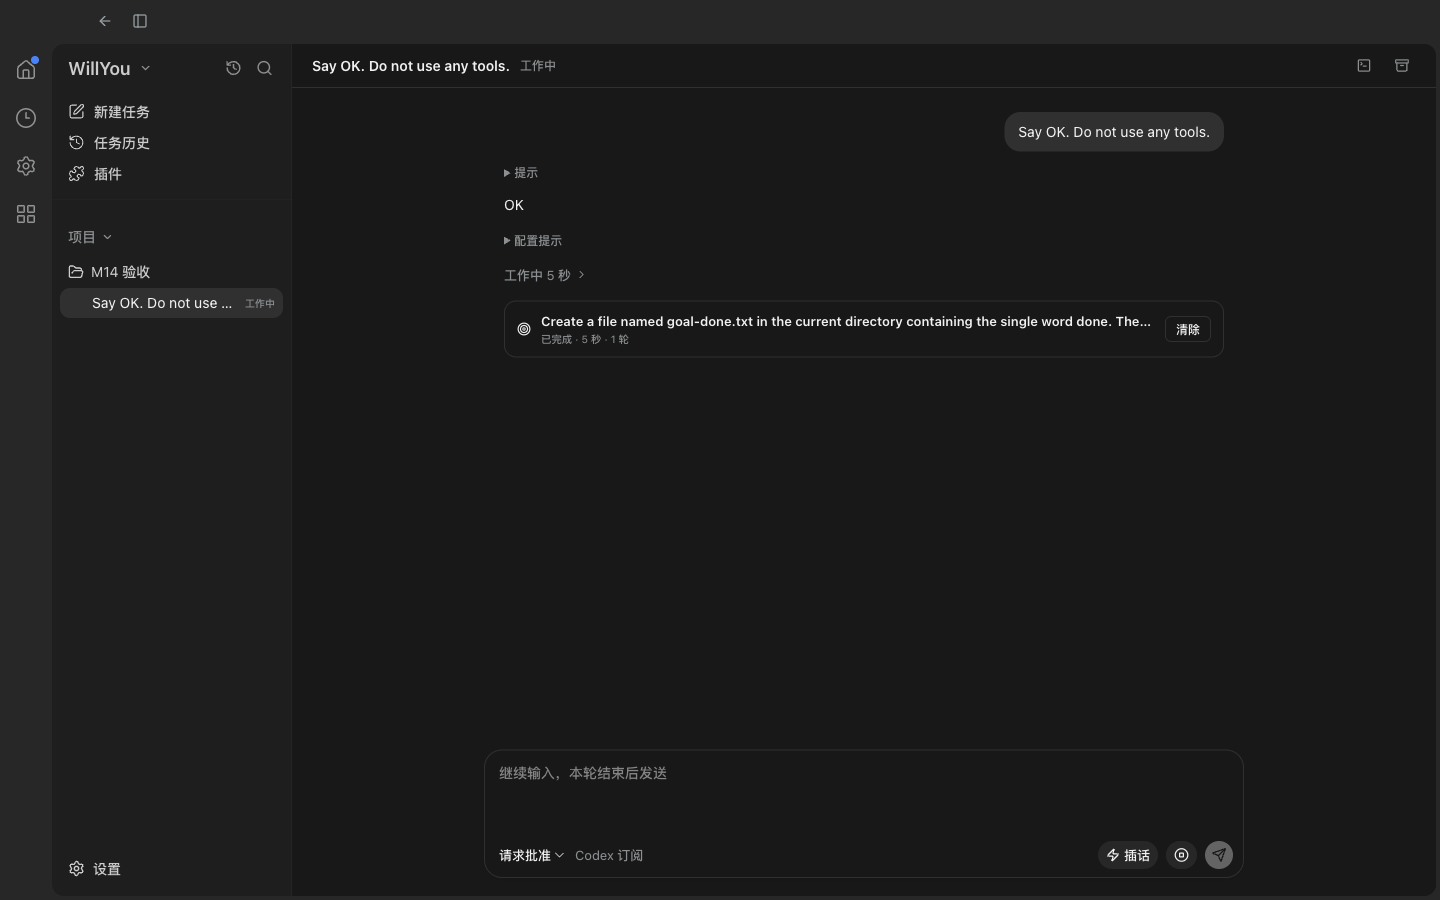 WillYou
新建任务
任务历史
插件
项目
M14 验收
Say OK. Do not use ... 工作中
设置
Say OK. Do not use any tools. 工作中
Say OK. Do not use any tools.
提示
OK
配置提示
工作中 5 秒
Create a file named goal-done.txt in the current directory containing the single word done. The...
已完成 · 5 秒 · 1 轮
清除
继续输入，本轮结束后发送
请求批准 Codex 订阅 插话